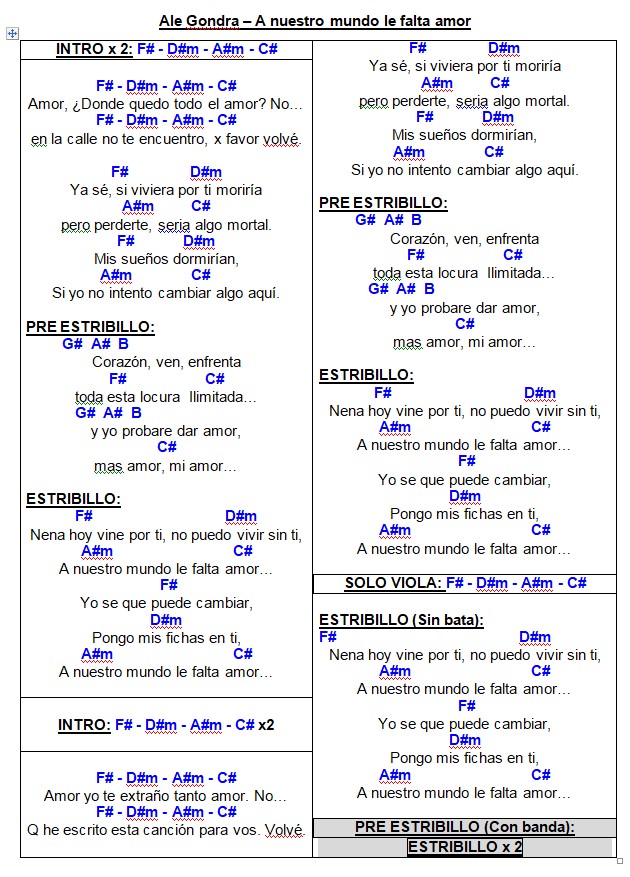 Ale Gondra – A nuestro mundo le falta amor
INTRO x 2: F# - D#m - A#m - C#
F# - D#m - A#m - C#
Amor, ¿Donde quedo todo el amor? No…
F# - D#m - A#m - C#
en la calle no te encuentro, x favor volvé.
F# D#m
Ya sé, si viviera por ti moriría
A#m C#
pero perderte, seria algo mortal.
F# D#m
Mis sueños dormirían,
A#m C#
Si yo no intento cambiar algo aquí.
PRE ESTRIBILLO:
G# A# B
Corazón, ven, enfrenta
F# C#
toda esta locura Ilimitada…
G# A# B
y yo probare dar amor,
C#
mas amor, mi amor…
ESTRIBILLO:
F# D#m
Nena hoy vine por ti, no puedo vivir sin ti,
A#m C#
A nuestro mundo le falta amor…
F#
Yo se que puede cambiar,
D#m
Pongo mis fichas en ti,
A#m C#
A nuestro mundo le falta amor…
INTRO: F# - D#m - A#m - C# x2
F# - D#m - A#m - C#
Amor yo te extraño tanto amor. No…
F# - D#m - A#m - C#
Q he escrito esta canción para vos. Volvé.
F# D#m
Ya sé, si viviera por ti moriría
A#m C#
pero perderte, seria algo mortal.
F# D#m
Mis sueños dormirían,
A#m C#
Si yo no intento cambiar algo aquí.
PRE ESTRIBILLO:
G# A# B
Corazón, ven, enfrenta
F# C#
toda esta locura Ilimitada…
G# A# B
y yo probare dar amor,
C#
mas amor, mi amor…
ESTRIBILLO:
F# D#m
Nena hoy vine por ti, no puedo vivir sin ti,
A#m C#
A nuestro mundo le falta amor…
F#
Yo se que puede cambiar,
D#m
Pongo mis fichas en ti,
A#m C#
A nuestro mundo le falta amor…
SOLO VIOLA: F# - D#m - A#m - C#
ESTRIBILLO (Sin bata):
F# D#m
Nena hoy vine por ti, no puedo vivir sin ti,
A#m C#
A nuestro mundo le falta amor…
F#
Yo se que puede cambiar,
D#m
Pongo mis fichas en ti,
A#m C#
A nuestro mundo le falta amor…
PRE ESTRIBILLO (Con banda):
ESTRIBILLO x 2